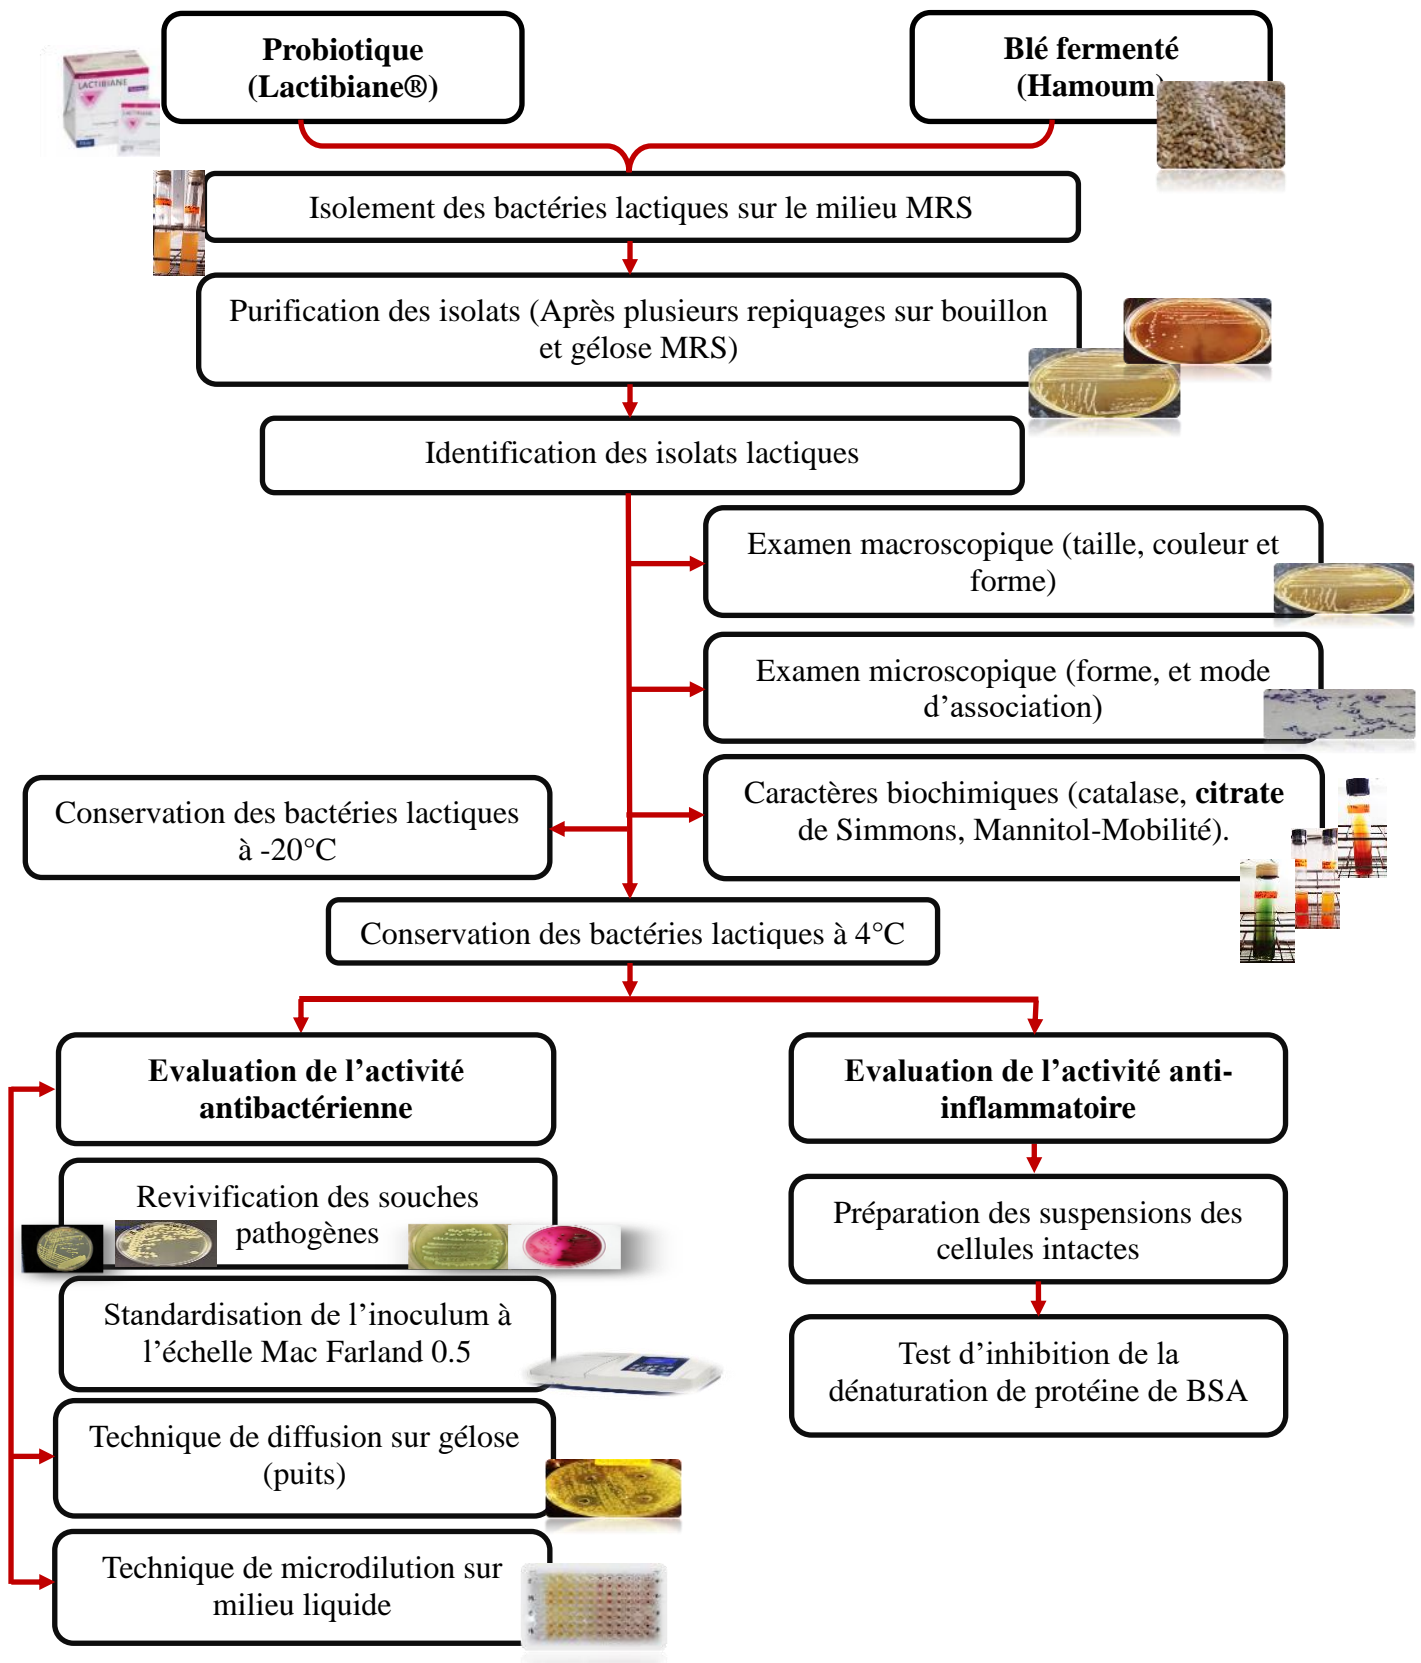 Probiotique
(Lactibiane®)
Blé fermenté
(Hamoum)
LACTIBIANE
Isolement des bactéries lactiques sur le milieu MRS
Purification des isolats (Après plusieurs repiquages sur bouillon
et gélose MRS)
Identification des isolats lactiques
Examen macroscopique (taille, couleur et
forme)
Examen microscopique (forme, et mode
d’association)
Caractères biochimiques (catalase, citrate
de Simmons, Mannitol-Mobilité).
Conservation des bactéries lactiques
à -20°C
Conservation des bactéries lactiques à 4°C
Evaluation de l’activité
antibactérienne
Revivification des souches
pathogènes
Standardisation de l’inoculum à
l’échelle Mac Farland 0.5
Technique de diffusion sur gélose
(puits)
Technique de microdilution sur
milieu liquide
Evaluation de l’activité anti-
inflammatoire
Préparation des suspensions des
cellules intactes
Test d’inhibition de la
dénaturation de protéine de BSA